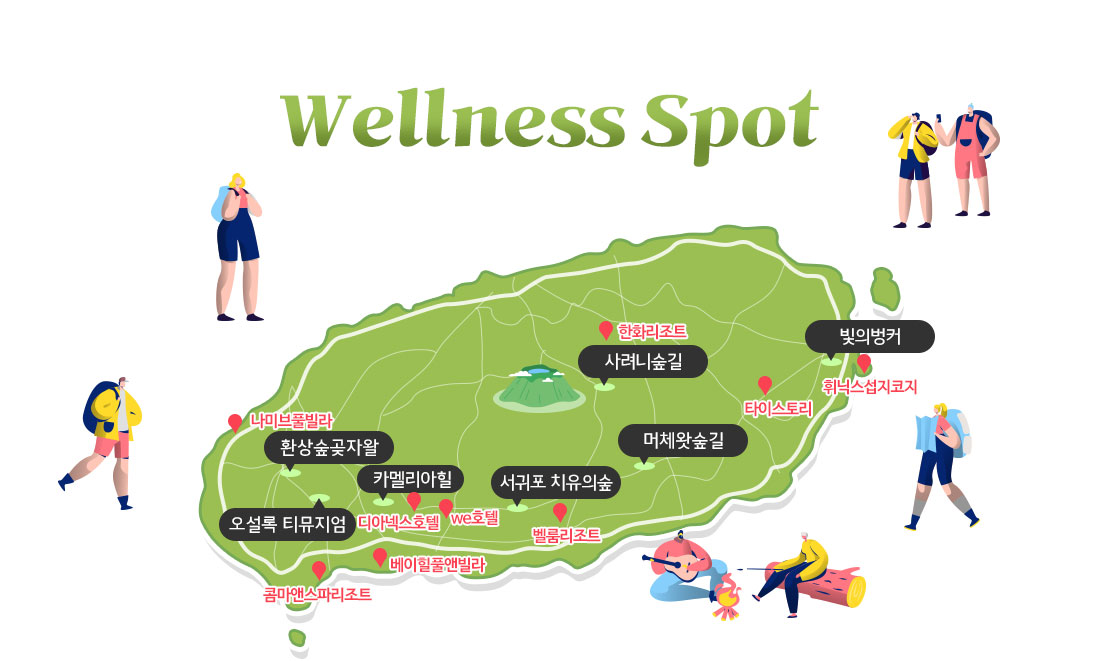 Wellness Spot
한화리조트
빛의벙커
사려니숲길
휘닉스섭지코지
타이스토리
나미브풀빌라
환상숲곶자왈
머체왓숲길
카멜리아힐
서귀포 치유의숲
오설록 티뮤지엄
디아넥스호텔
we호텔
벨룸리조트
베이힐풀앤빌라
콤마앤스파리조트